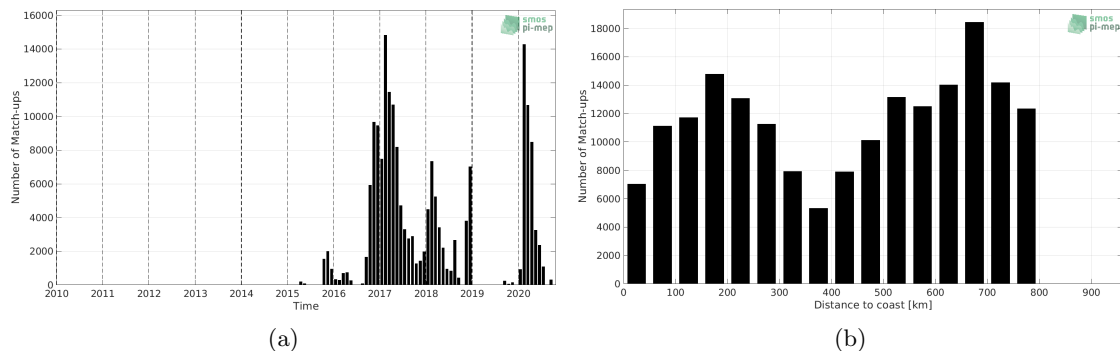 smos
pi-mep
Number of Match-ups
16000
14000
12000
10000
8000
6000
4000
2000
0
2010 2011 2012 2013 2014 2015 2016 2017 2018 2019 2020
Time
(a)
smos
pi-mep
Number of Match-ups
18000
16000
14000
12000
10000
8000
6000
4000
2000
0
0 100 200 300 400 500 600 700 800 900
Distance to coast [km]
(b)